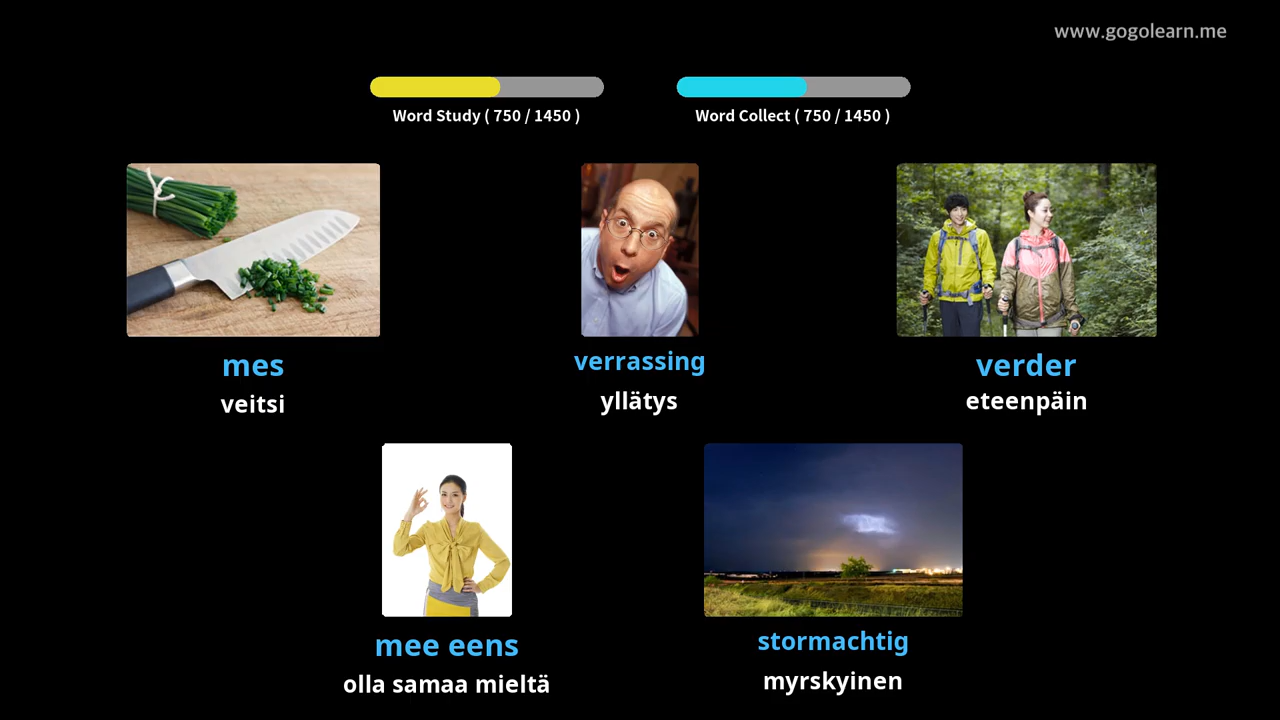 www.gogolearn.me
Word Study ( 750 / 1450 )
Word Collect ( 750 / 1450 )
mes
veitsi
verrassing
yllätys
verder
eteenpäin
mee eens
olla samaa mieltä
stormachtig
myrskyinen